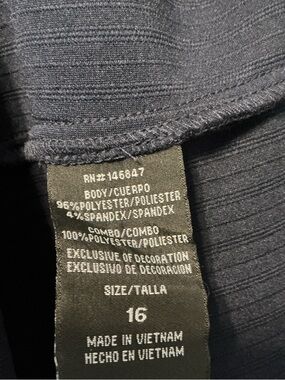 RN# 146847
BODY/CUERPO
96%POLYESTER/POLIESTER
4%SPANDEX/SPANDEX
COMBO/COMBO
100%POLYESTER/POLIESTER
EXCLUSIVE OF DECORATION
EXCLUSIVO DE DECORACION
SIZE/TALLA
16
MADE IN VIETNAM
HECHO EN VIETNAM